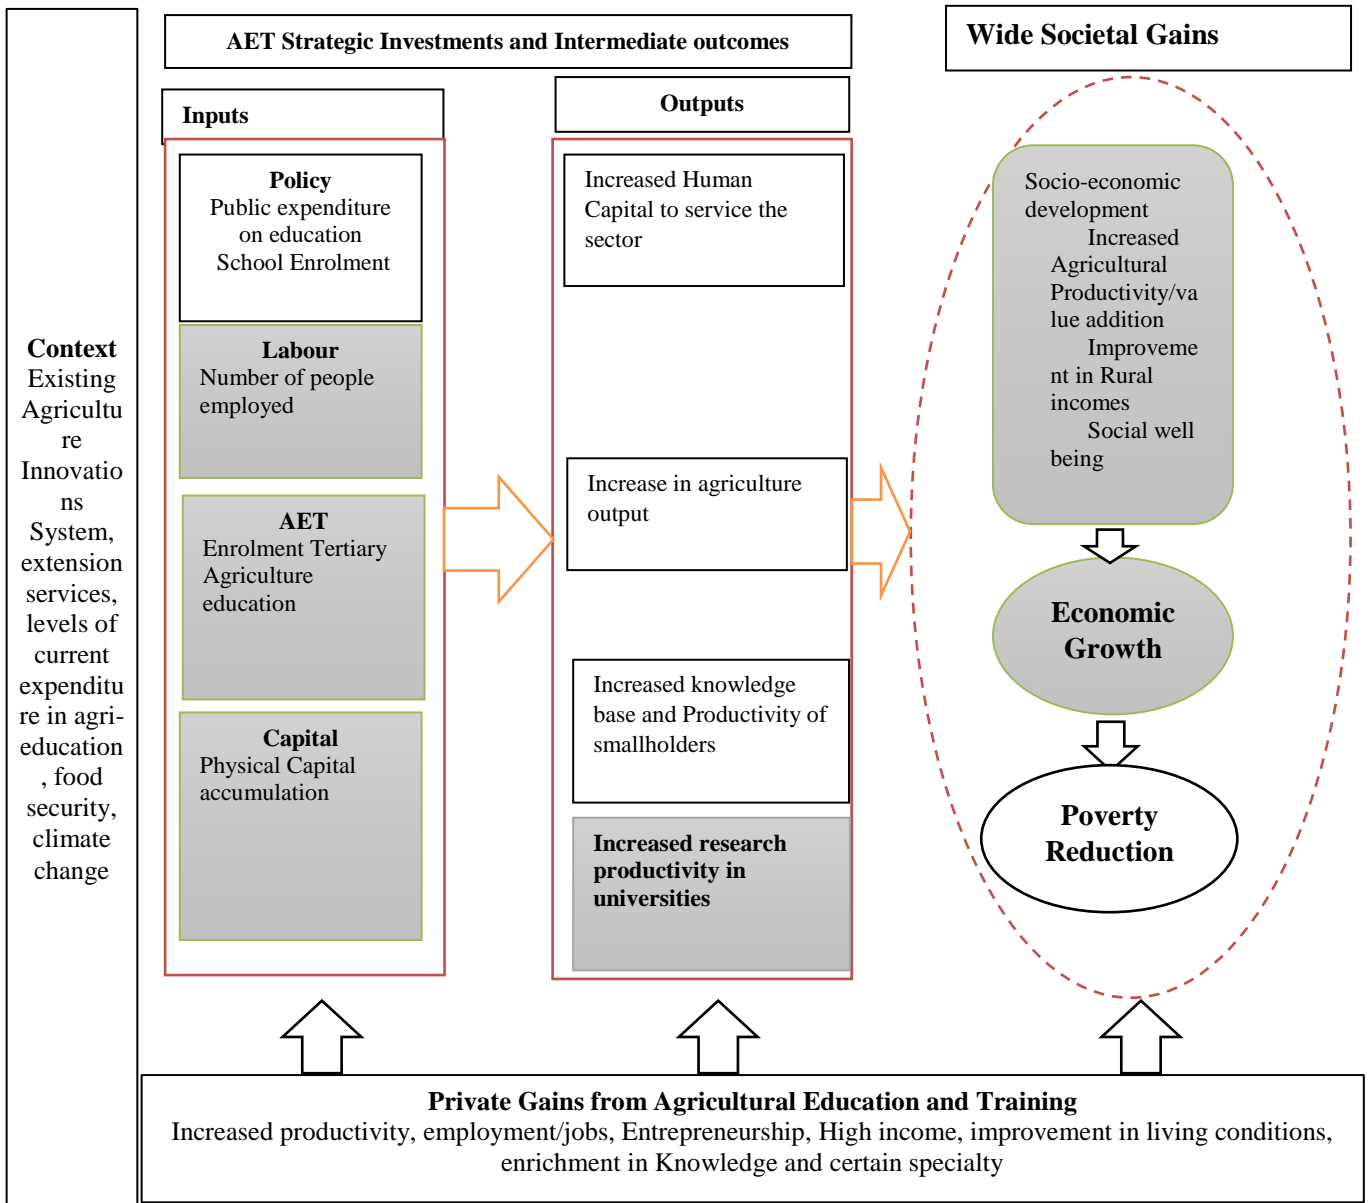 AET Strategic Investments and Intermediate outcomes
Wide Societal Gains
Inputs
Outputs
Context
Existing
Agricultu
re
Innovatio
ns
System,
extension
services,
levels of
current
expenditu
re in agri-
education
, food
security,
climate
change
Policy
Public expenditure
on education
School Enrolment
Labour
Number of people
employed
AET
Enrolment Tertiary
Agriculture
education
Capital
Physical Capital
accumulation
Increased Human
Capital to service the
sector
Increase in agriculture
output
Increased knowledge
base and Productivity of
smallholders
Increased research
productivity in
universities
Socio-economic
development
Increased
Agricultural
Productivity/va
lue addition
Improveme
nt in Rural
incomes
Social well
being
Economic
Growth
Poverty
Reduction
Private Gains from Agricultural Education and Training
Increased productivity, employment/jobs, Entrepreneurship, High income, improvement in living conditions,
enrichment in Knowledge and certain specialty